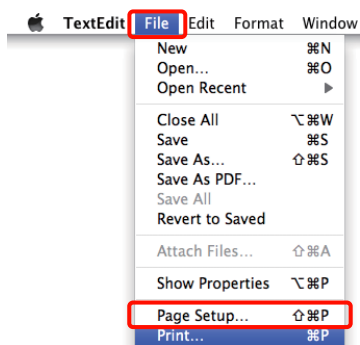 TextEdit File Edit Format Window
New ⌘N
Open... ⌘O
Open Recent ▶
Close All ⌥⌘W
Save ⌘S
Save As... ⇧⌘S
Save As PDF...
Save All
Revert to Saved
Attach Files... ⇧⌘A
Show Properties ⌥⌘P
Page Setup... ⇧⌘P
Print... ⌘P